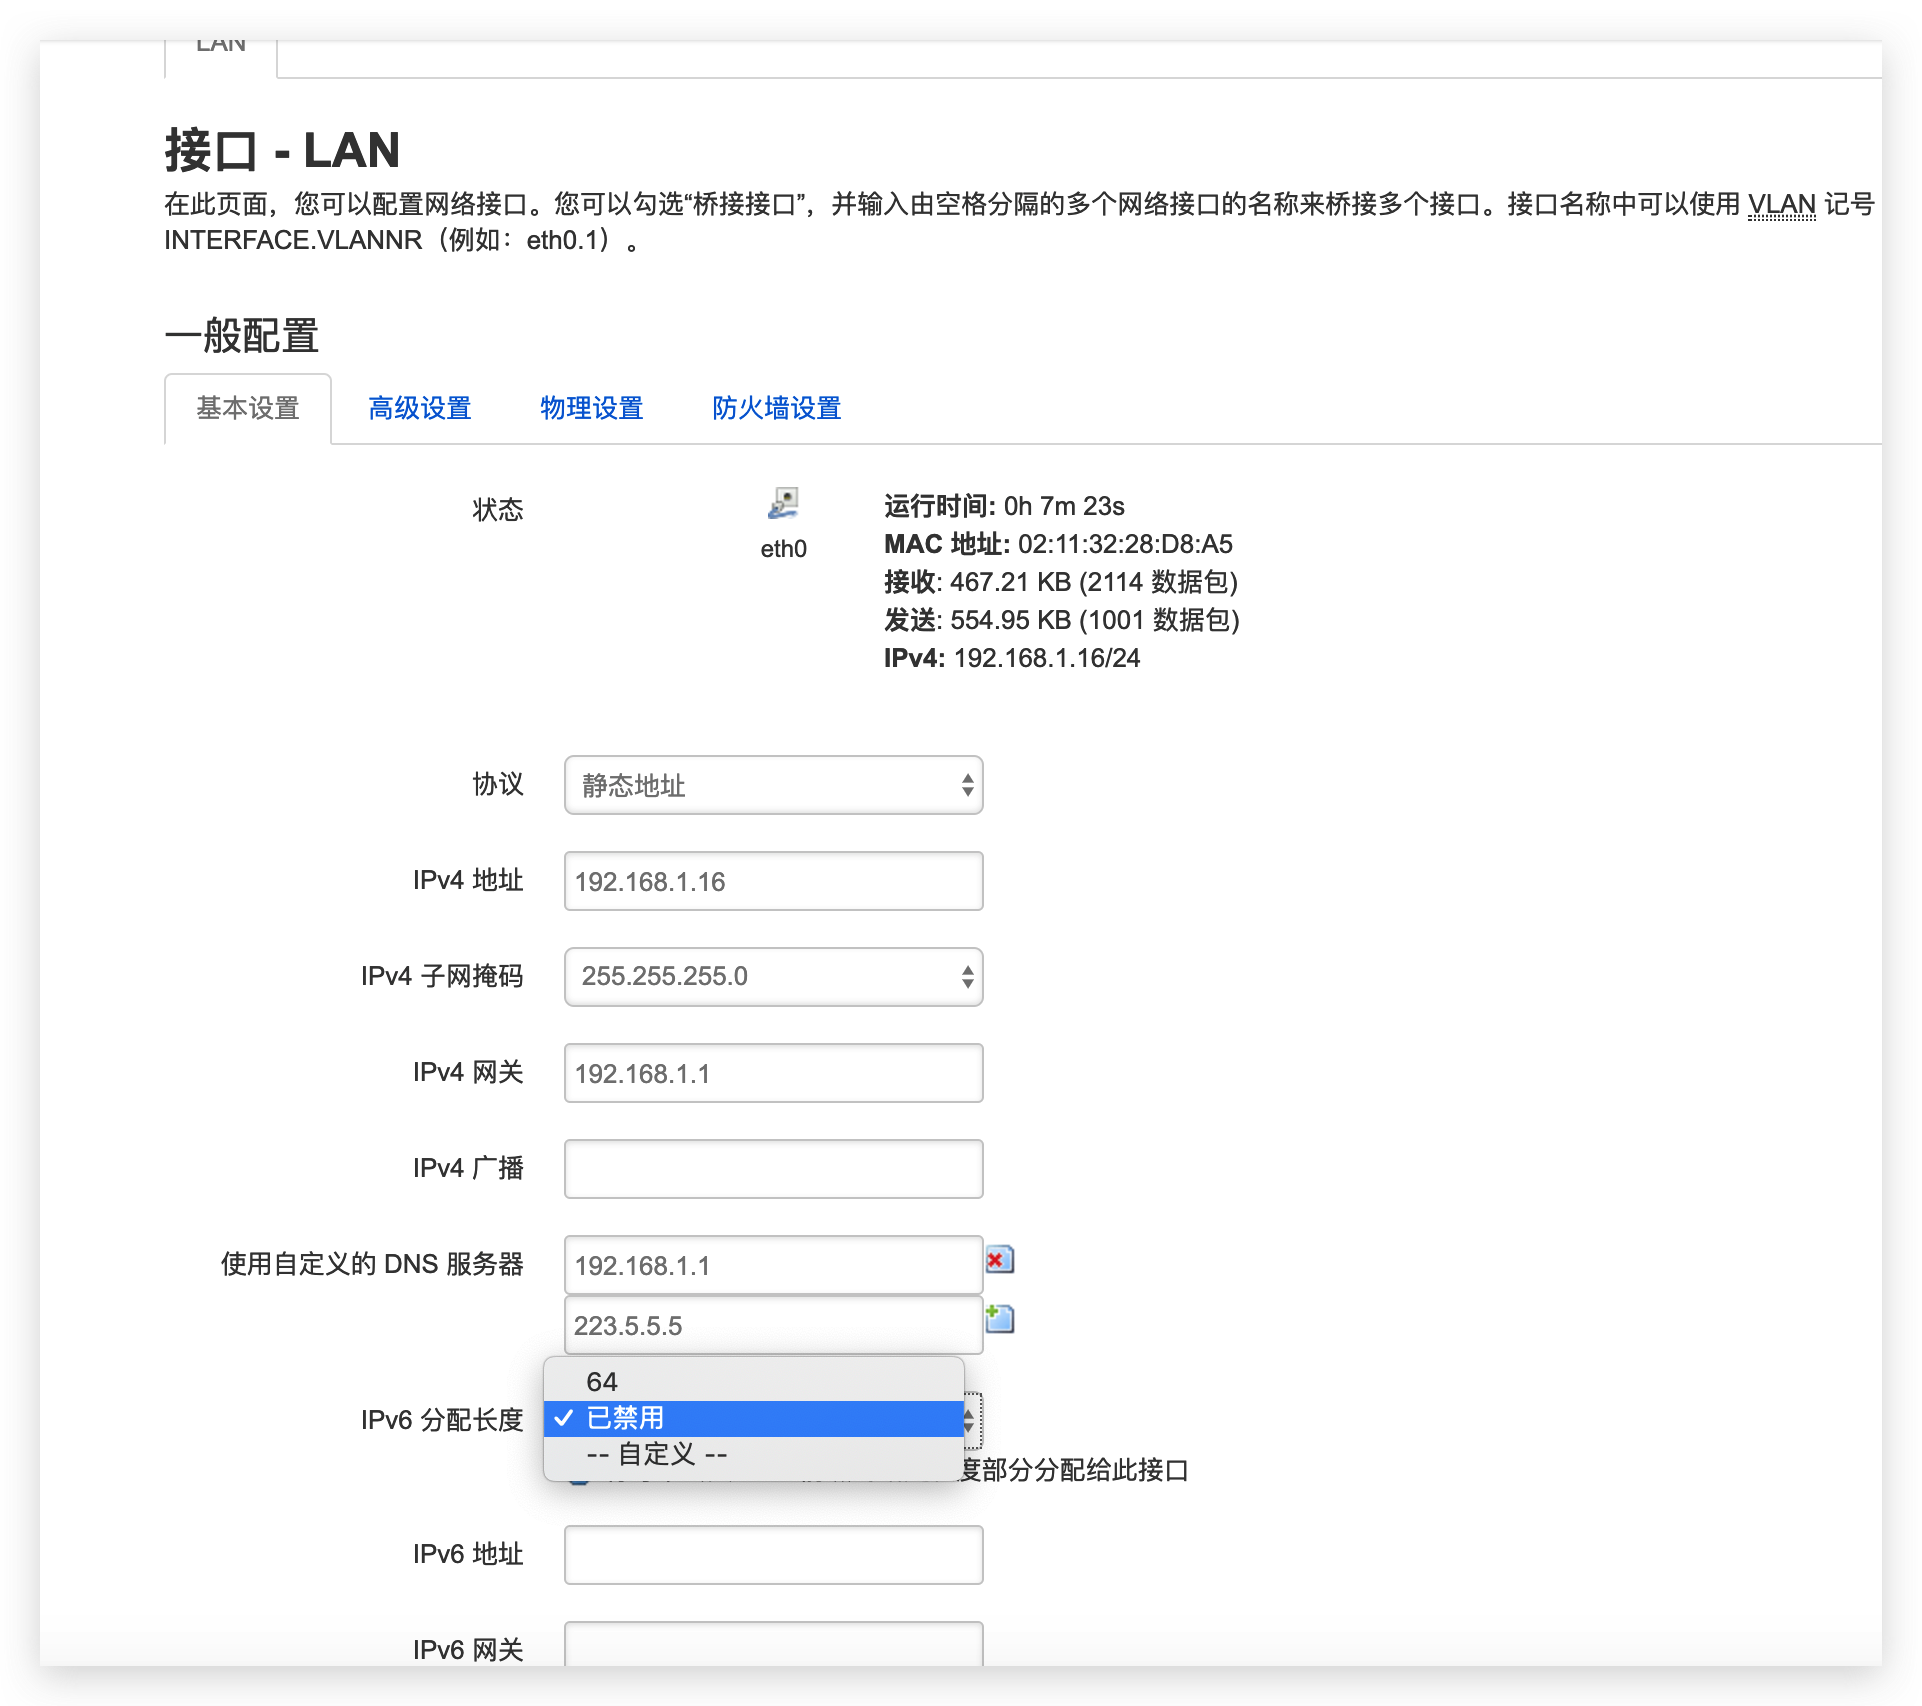 LAN
接口 - LAN
在此页面，您可以配置网络接口。您可以勾选“桥接接口”，并输入由空格分隔的多个网络接口的名称来桥接多个接口。接口名称中可以使用 VLAN 记号
INTERFACE.VLANNR（例如：eth0.1）。
一般配置
基本设置 高级设置 物理设置 防火墙设置
状态
eth0
运行时间: 0h 7m 23s
MAC 地址: 02:11:32:28:D8:A5
接收: 467.21 KB (2114 数据包)
发送: 554.95 KB (1001 数据包)
IPv4: 192.168.1.16/24
协议 静态地址
IPv4 地址 192.168.1.16
IPv4 子网掩码 255.255.255.0
IPv4 网关 192.168.1.1
IPv4 广播
使用自定义的 DNS 服务器 192.168.1.1
223.5.5.5
64
IPv6 分配长度 已禁用
-- 自定义 --
度部分分配给此接口
IPv6 地址
IPv6 网关